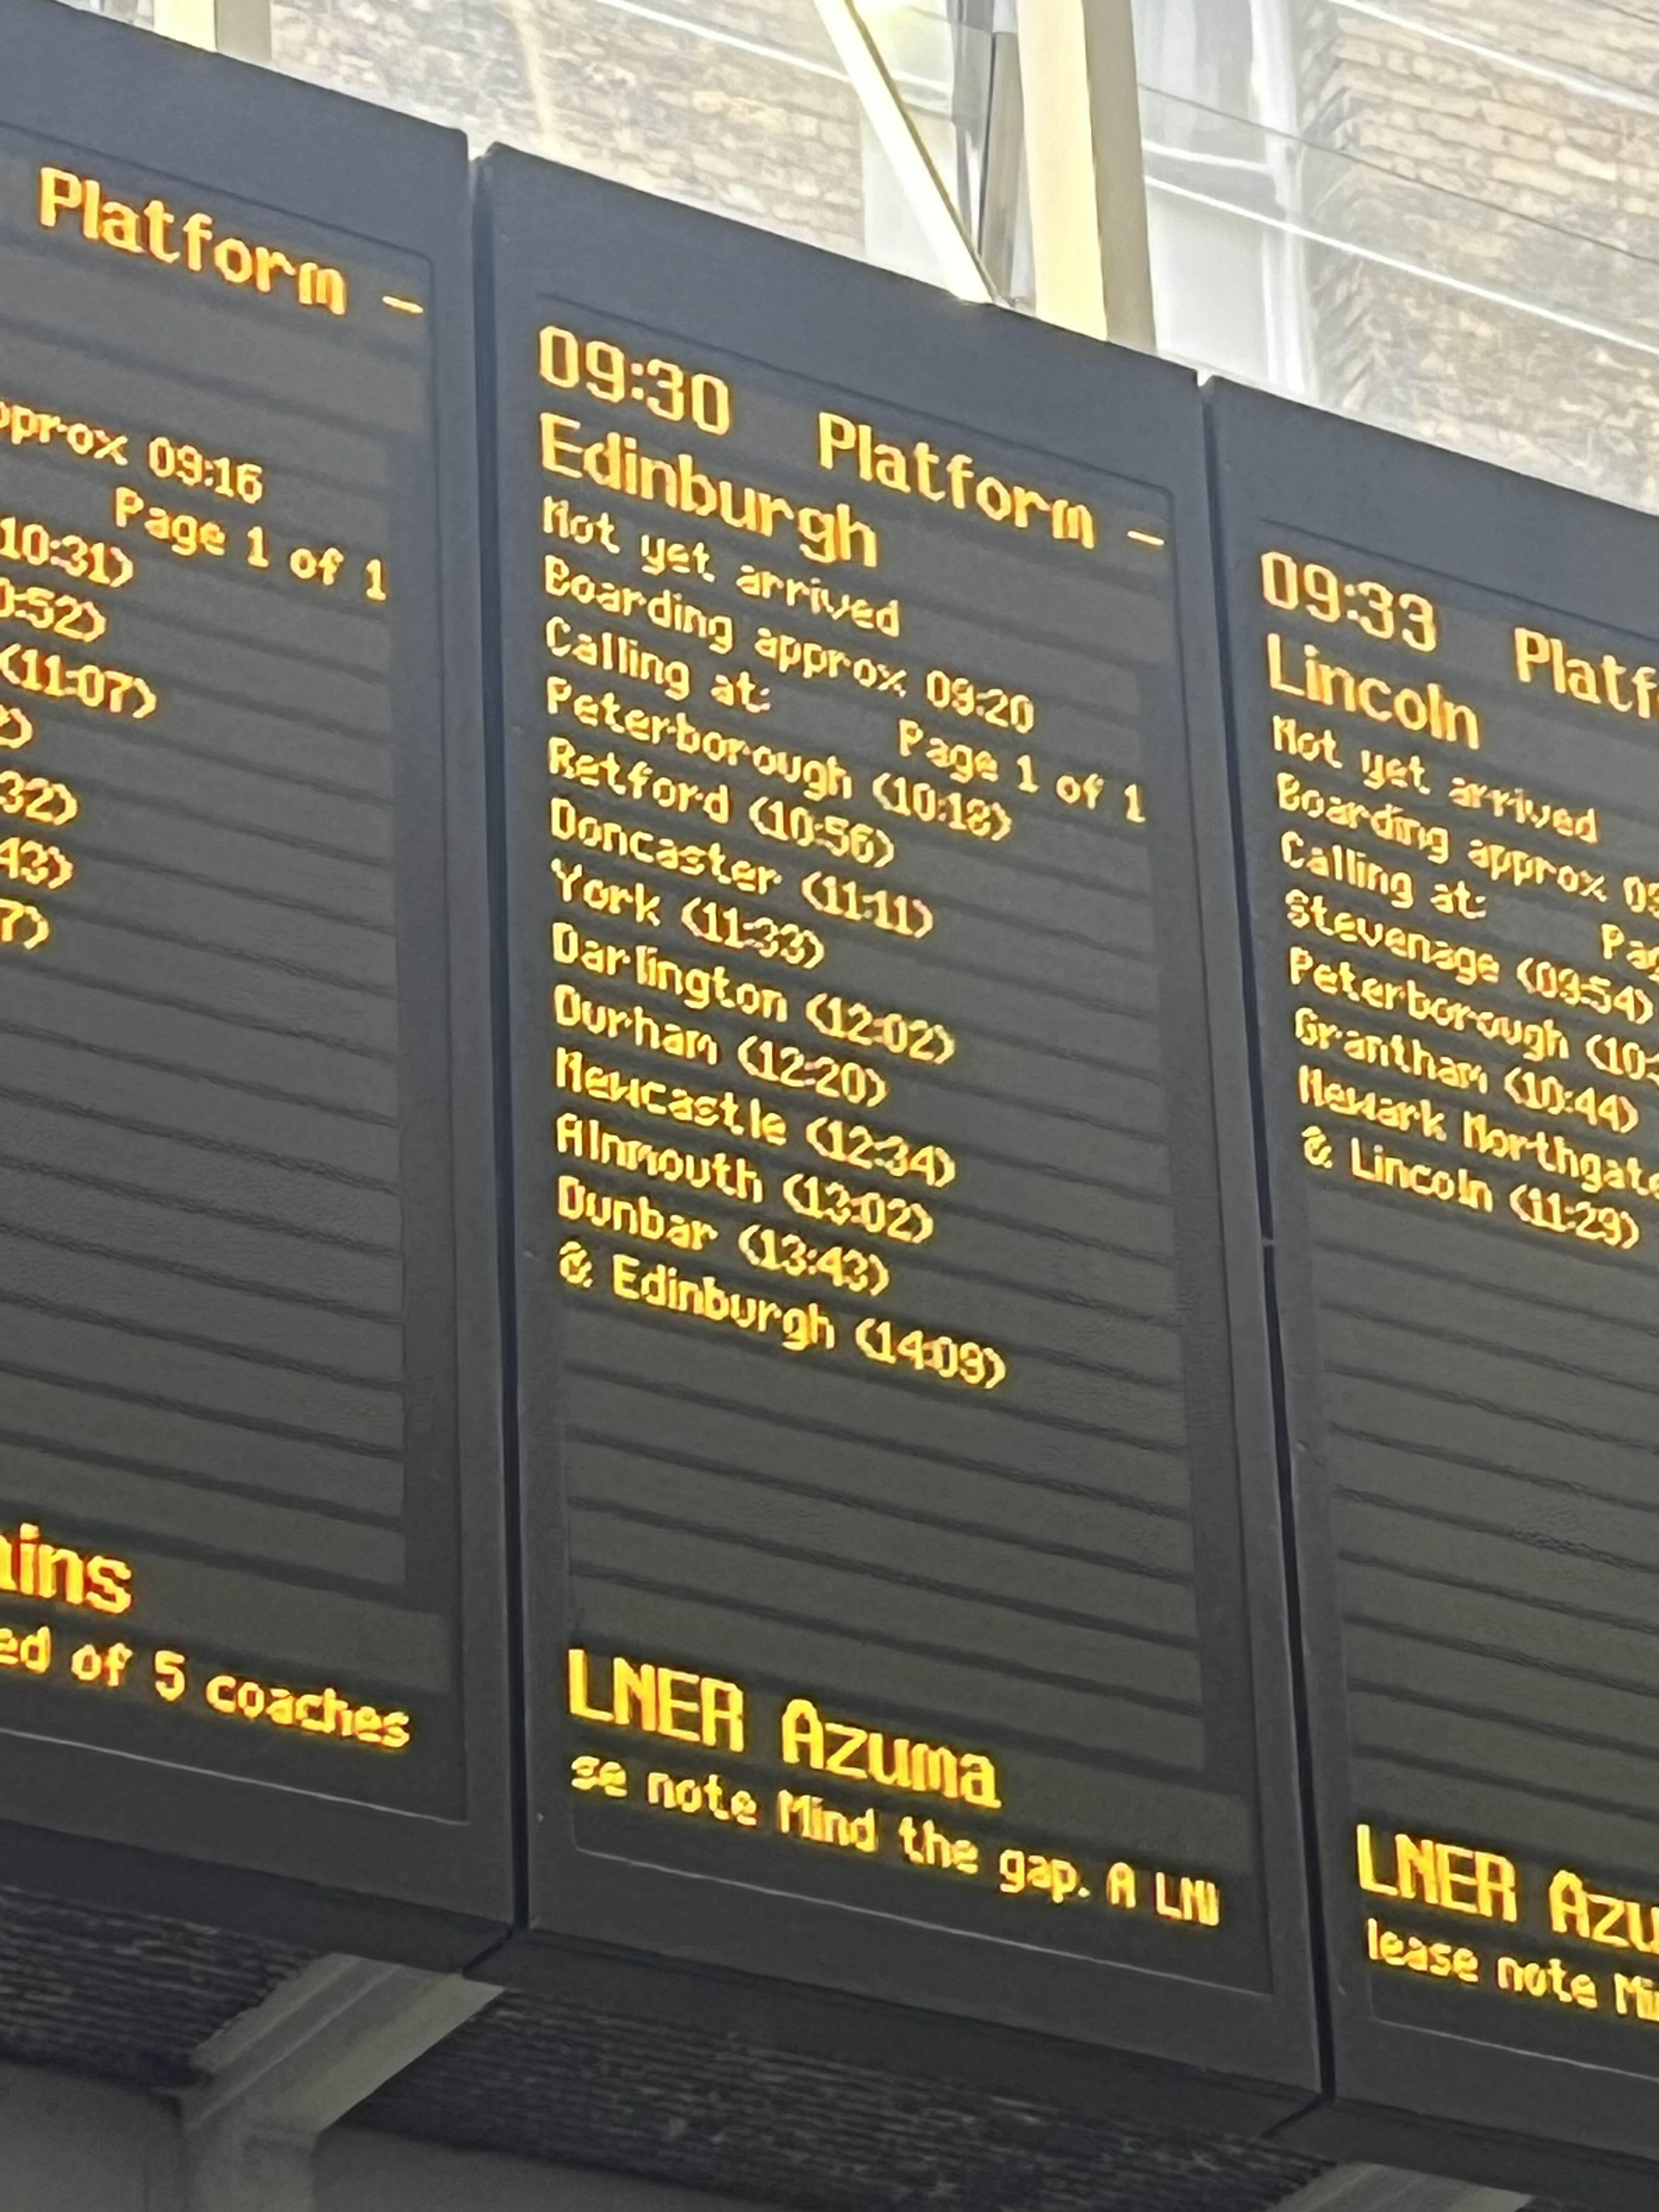 Platform -
approx 09:16
Page 1 of 1
10:31)
0:52)
(11:07)
2)
32)
43)
7)
ains
ed of 5 coaches
09:30 Platform -
Edinburgh
Not yet arrived
Boarding approx 09:20
Calling at: Page 1 of 1
Peterborough (10:18)
Retford (10:56)
Doncaster (11:11)
York (11:33)
Darlington (12:02)
Durham (12:20)
Newcastle (12:34)
Alnmouth (13:02)
Dunbar (13:43)
& Edinburgh (14:09)
LNER Azuma
se note Mind the gap. A LN
09:33 Platf
Lincoln
Not yet arrived
Boarding approx 09
Calling at: Pag
Stevenage (09:54)
Peterborough (10:
Grantham (10:44)
Newark Northgate
& Lincoln (11:29)
LNER Azu
lease note Mi